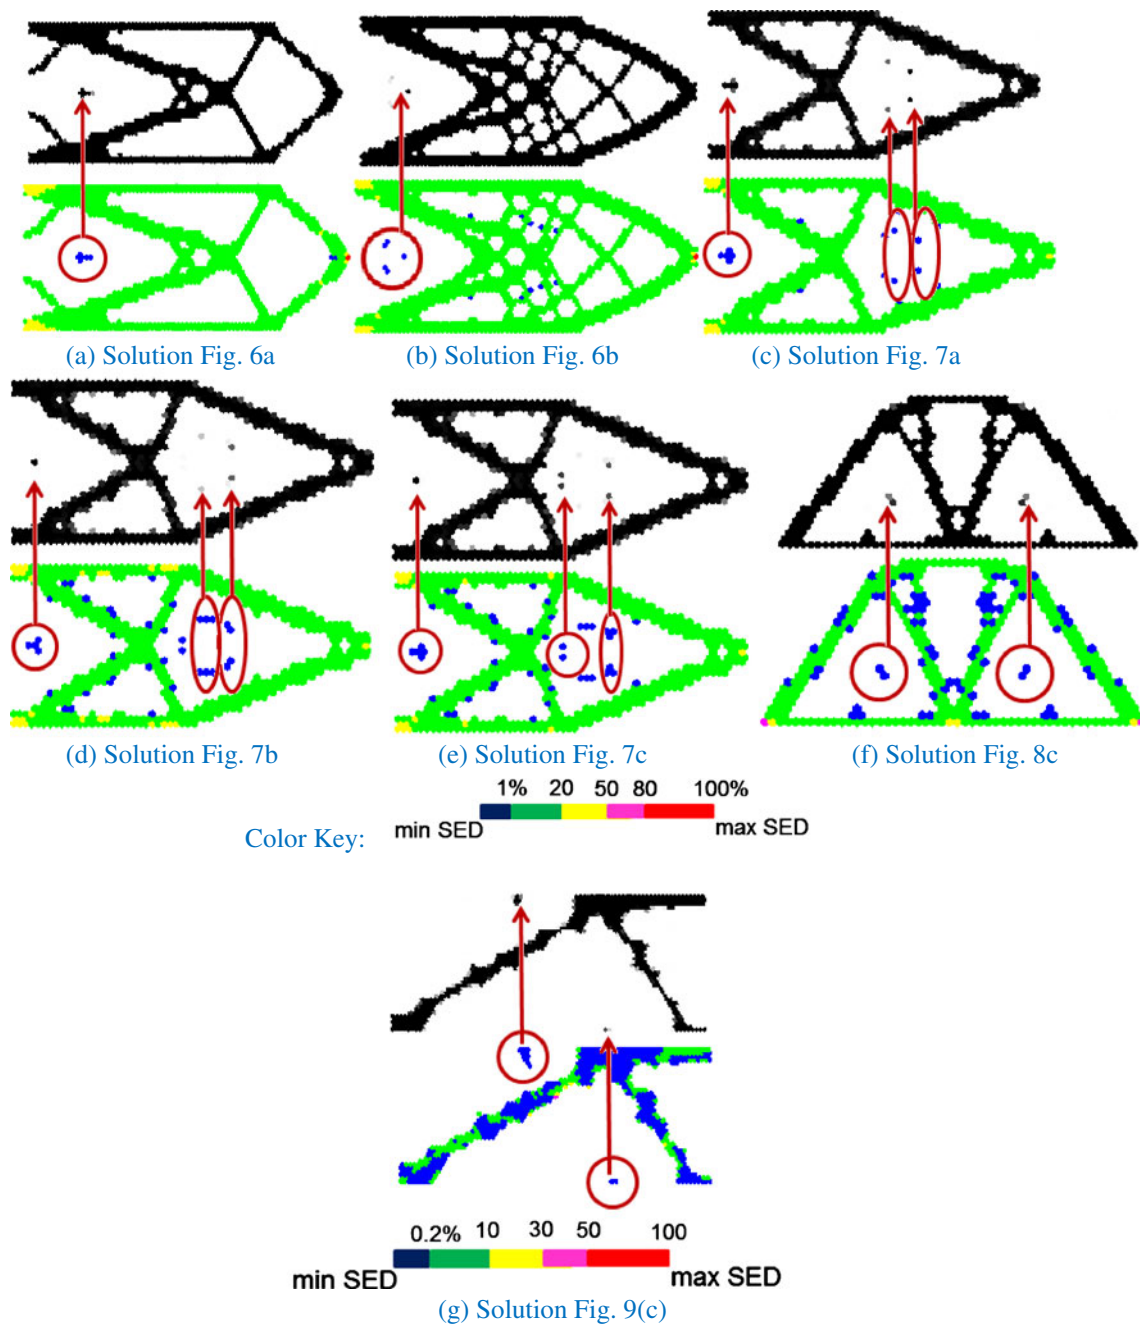 (a) Solution Fig. 6a
(b) Solution Fig. 6b
(c) Solution Fig. 7a
(d) Solution Fig. 7b
(e) Solution Fig. 7c
(f) Solution Fig. 8c
1% 20 50 80 100%
min SED
max SED
Color Key:
0.2% 10 30 50 100
min SED
max SED
(g) Solution Fig. 9(c)